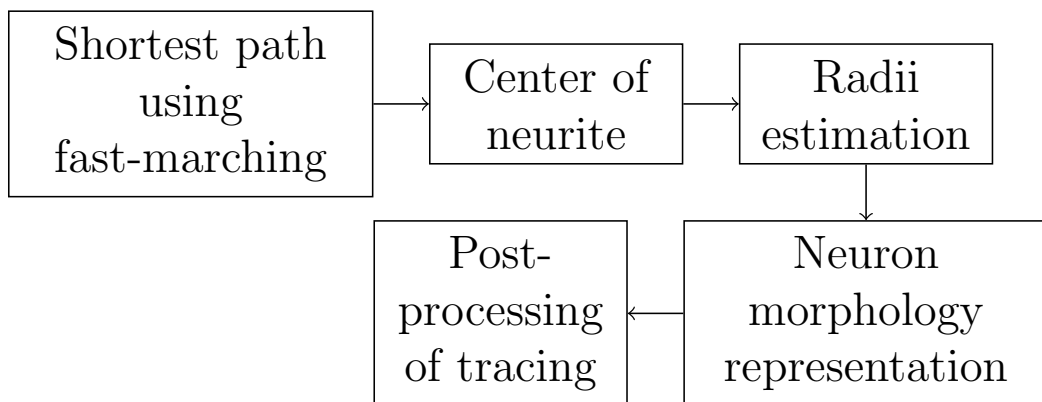 Shortest path
using
fast-marching
Center of
neurite
Radii
estimation
Neuron
morphology
representation
Post-
processing
of tracing